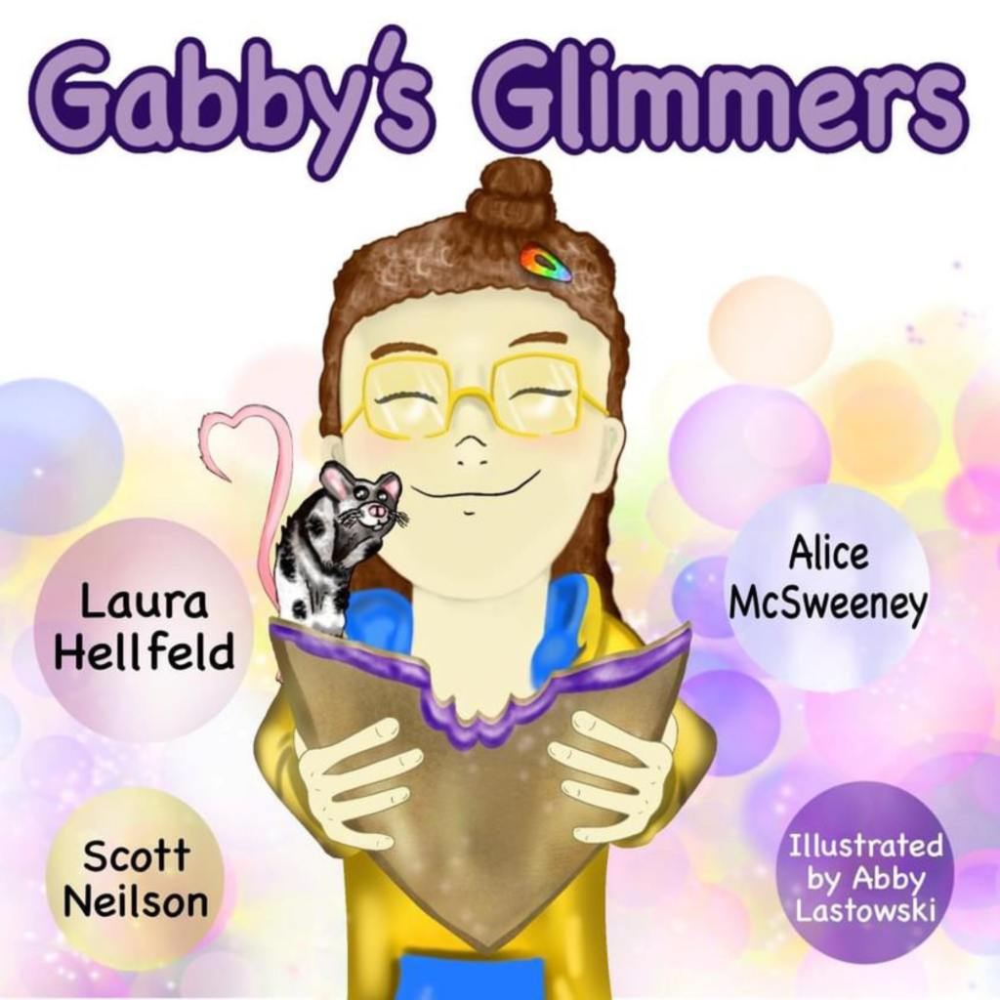 Gabby's Glimmers
Laura
Hellfeld
Alice
McSweeney
Scott
Neilson
Illustrated
by Abby
Lastowski